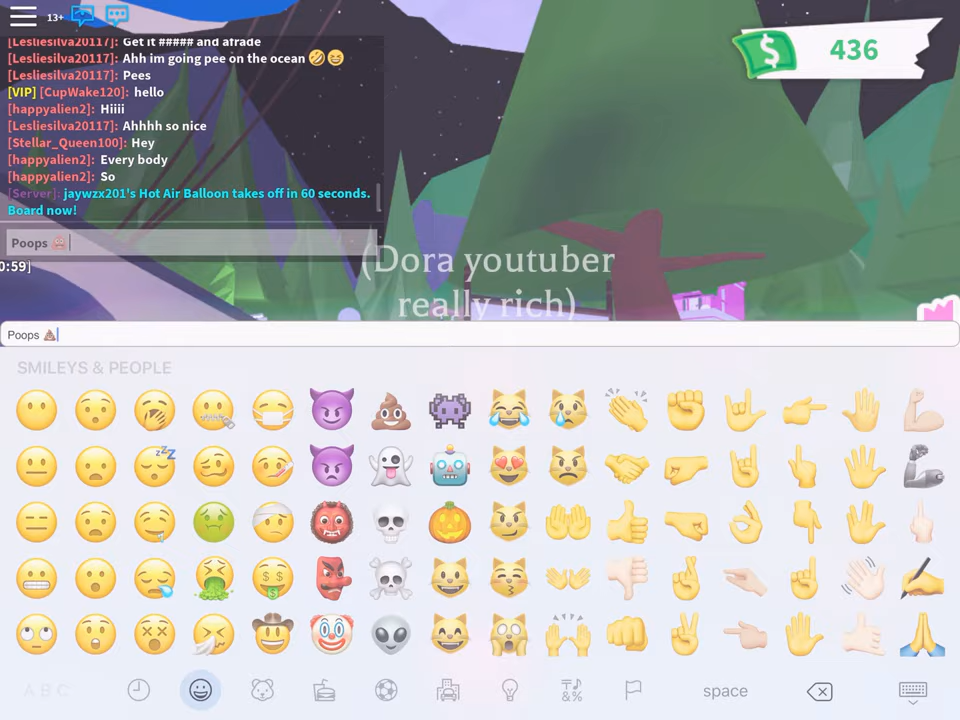 13+
436
[Lesliesilva20117]: Get it ##### and afrade
[Lesliesilva20117]: Ahh im going pee on the ocean 🤣😆
[Lesliesilva20117]: Pees
[VIP] [CupWake120]: hello
[happyalien2]: Hiiii
[Lesliesilva20117]: Ahhhh so nice
[Stellar_Queen100]: Hey
[happyalien2]: Every body
[happyalien2]: So
[Server]: jaywzx201's Hot Air Balloon takes off in 60 seconds.
Board now!
Poops 💩
0:59]
(Dora youtuber
really rich)
Poops 💩
SMILEYS & PEOPLE
ABC
space